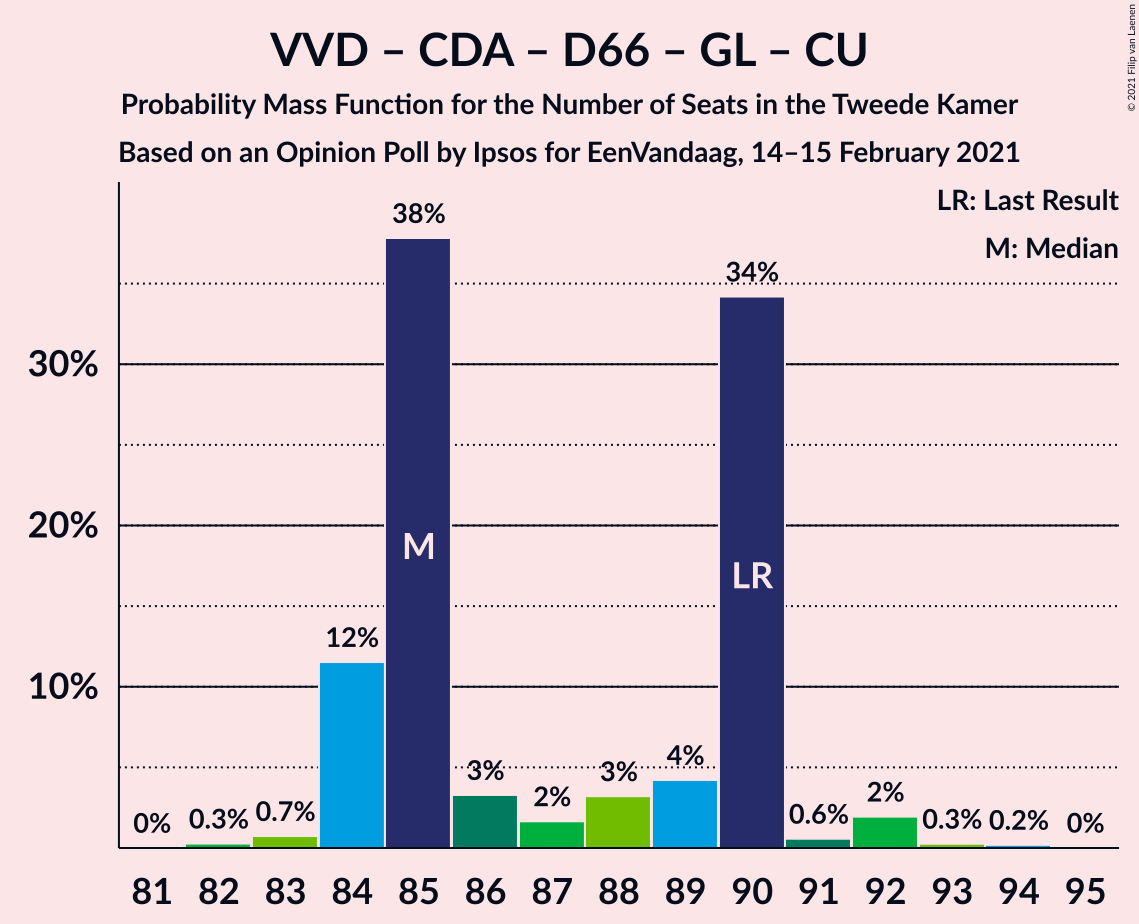 © 2021 Filip van Laenen
VVD – CDA – D66 – GL – CU
Probability Mass Function for the Number of Seats in the Tweede Kamer
Based on an Opinion Poll by Ipsos for EenVandaag, 14–15 February 2021
LR: Last Result
M: Median
30%
20%
10%
0%
0.3%
0.7%
12%
38%
3%
2%
3%
4%
34%
0.6%
2%
0.3%
0.2%
0%
M
LR
81 82 83 84 85 86 87 88 89 90 91 92 93 94 95